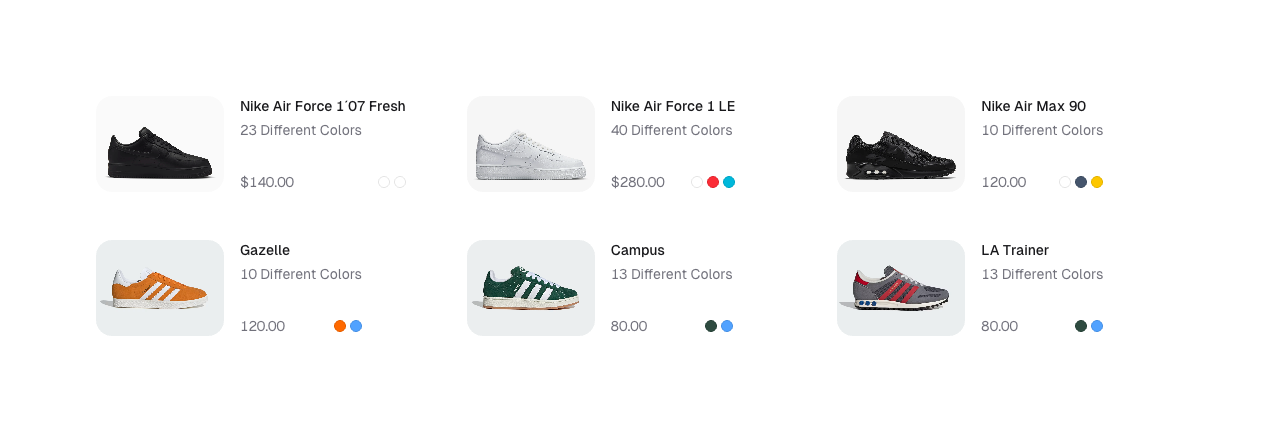 Nike Air Force 1´07 Fresh
23 Different Colors
$140.00
Nike Air Force 1 LE
40 Different Colors
$280.00
Nike Air Max 90
10 Different Colors
120.00
Gazelle
10 Different Colors
120.00
Campus
13 Different Colors
80.00
LA Trainer
13 Different Colors
80.00